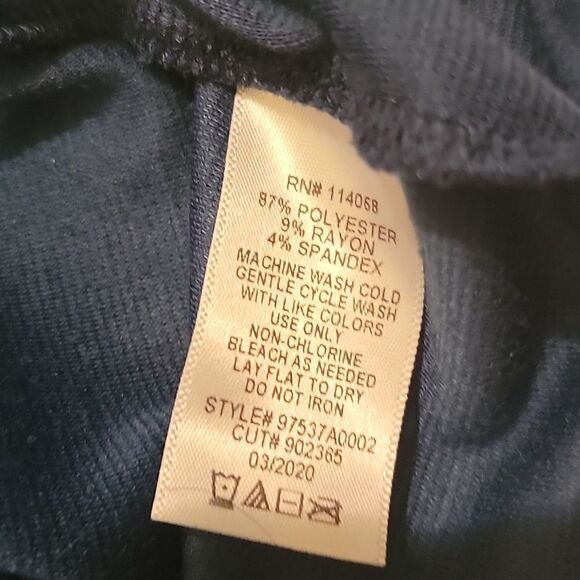 RN# 114068
87% POLYESTER
9% RAYON
4% SPANDEX
MACHINE WASH COLD
GENTLE CYCLE WASH
WITH LIKE COLORS
USE ONLY
NON-CHLORINE
BLEACH AS NEEDED
LAY FLAT TO DRY
DO NOT IRON
STYLE# 97537A0002
CUT# 902365
03/2020